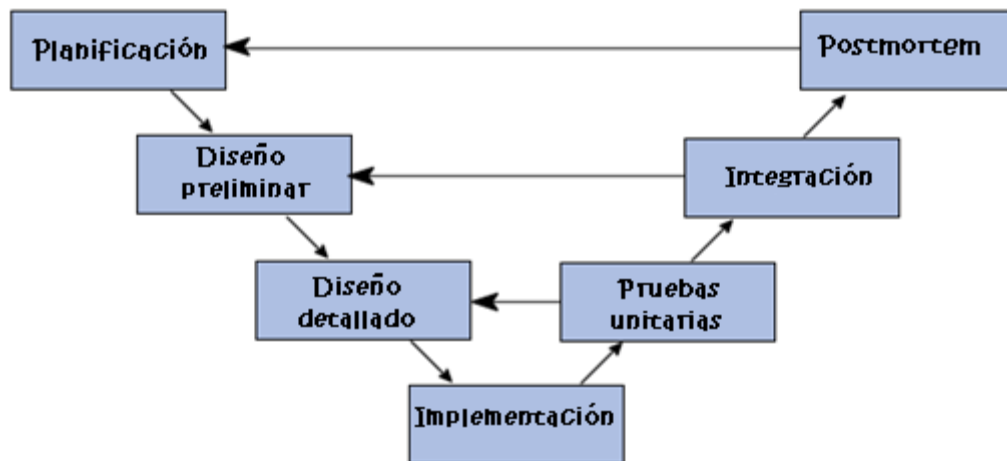 Planificación
Postmortem
Diseño
preliminar
Integración
Diseño
detallado
Pruebas
unitarias
Implementación